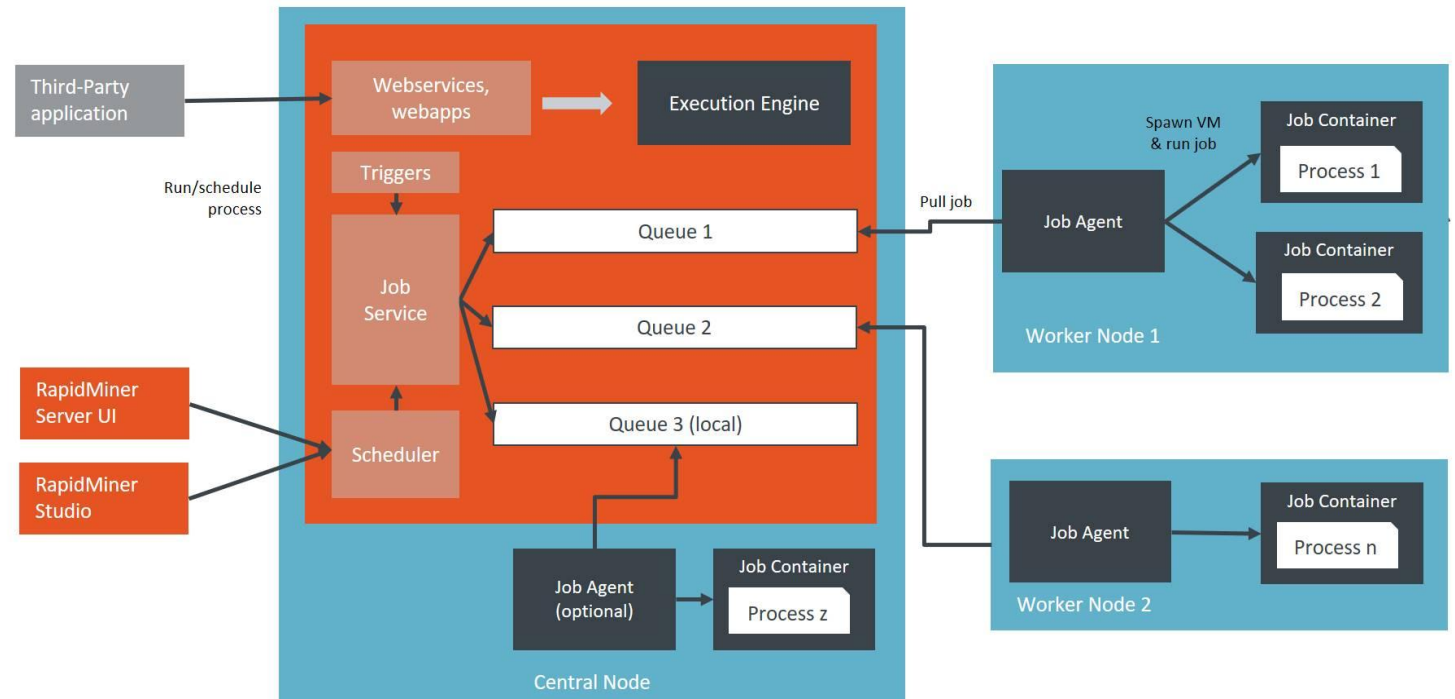 Third-Party
application
Webservices,
webapps
Execution Engine
Triggers
Run/schedule
process
Job
Service
Queue 1
Queue 2
Queue 3 (local)
RapidMiner
Server UI
RapidMiner
Studio
Scheduler
Job Agent
(optional)
Job Container
Process z
Central Node
Pull job
Job Agent
Spawn VM
& run job
Job Container
Process 1
Job Container
Process 2
Worker Node 1
Job Agent
Job Container
Process n
Worker Node 2